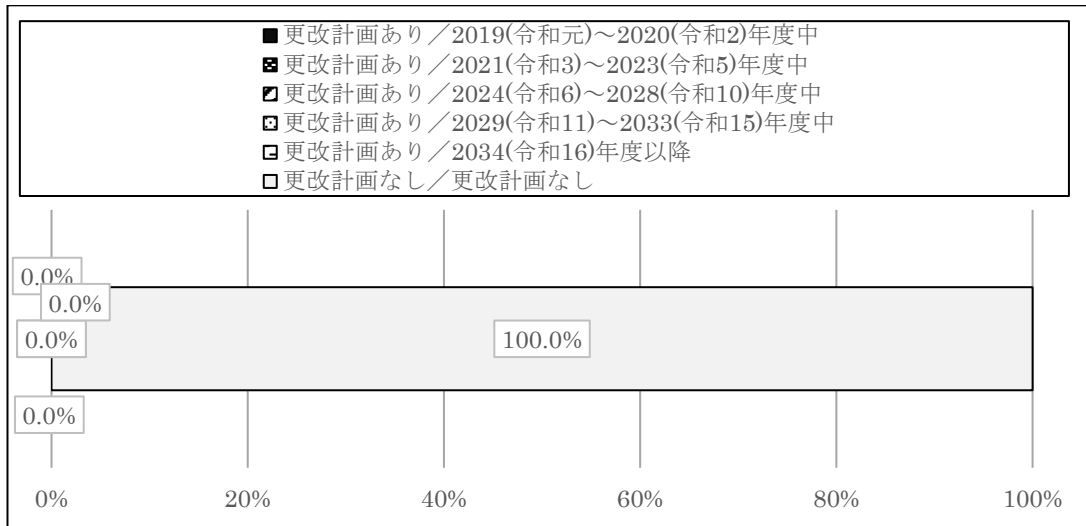 更改計画あり／2019(令和元)～2020(令和2)年度中
更改計画あり／2021(令和3)～2023(令和5)年度中
更改計画あり／2024(令和6)～2028(令和10)年度中
更改計画あり／2029(令和11)～2033(令和15)年度中
更改計画あり／2034(令和16)年度以降
更改計画なし／更改計画なし
0.0%
0.0%
0.0%
100.0%
0.0%
0%
20%
40%
60%
80%
100%